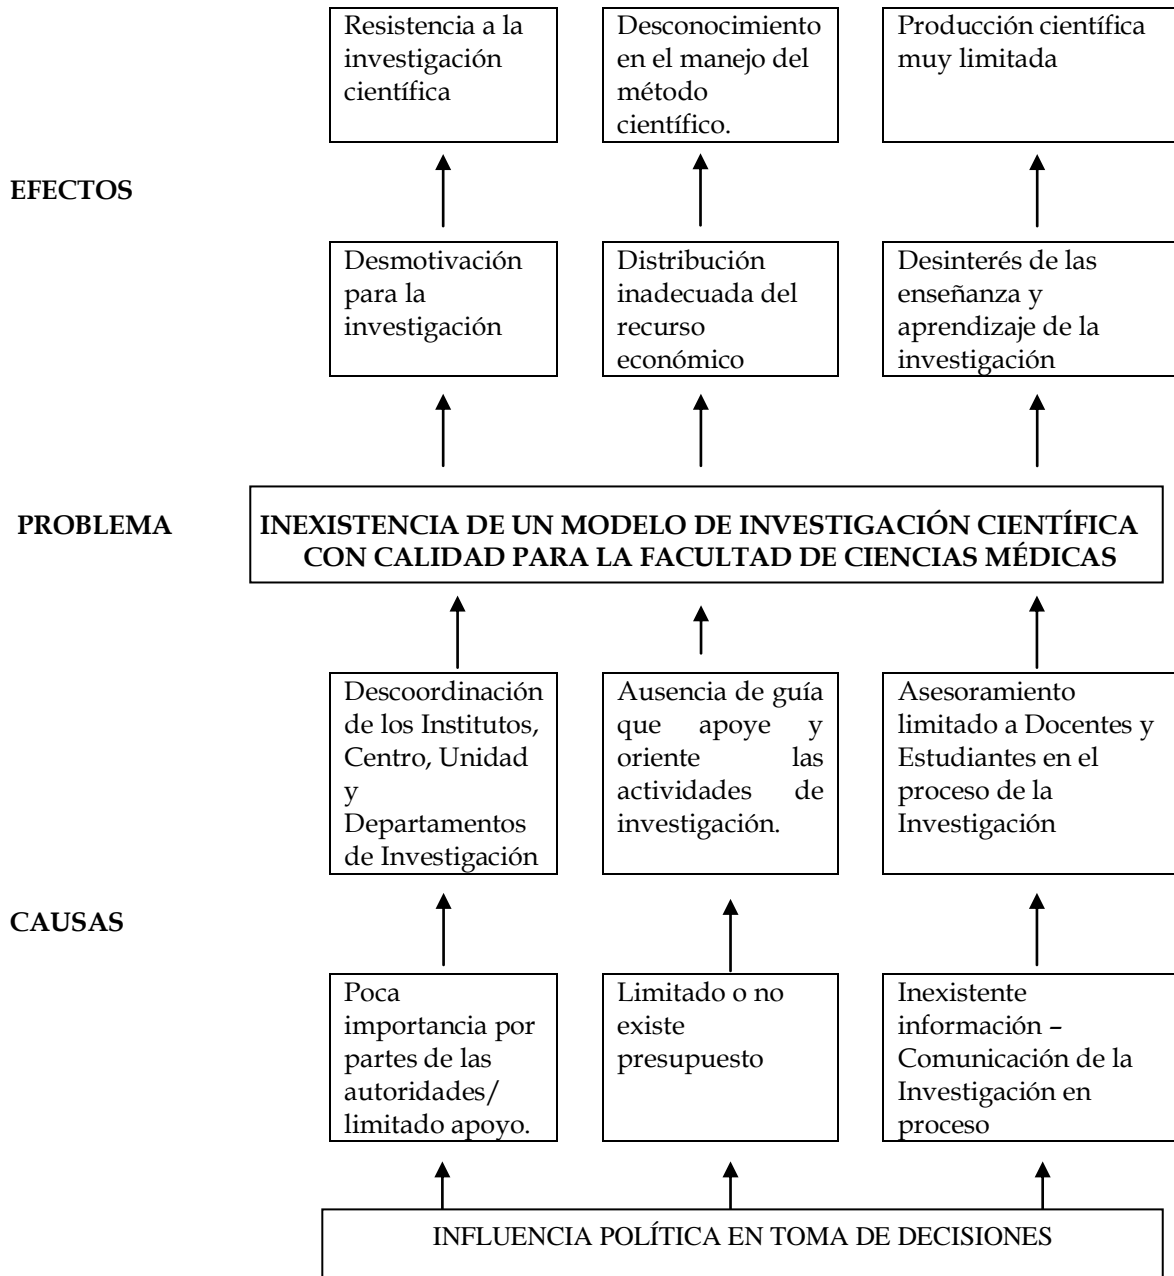 Resistencia a la
investigación
científica
Desconocimiento
en el manejo del
método
científico.
Producción científica
muy limitada
EFECTOS
Desmotivación
para la
investigación
Distribución
inadecuada del
recurso
económico
Desinterés de las
enseñanza y
aprendizaje de la
investigación
PROBLEMA
INEXISTENCIA DE UN MODELO DE INVESTIGACIÓN CIENTÍFICA
CON CALIDAD PARA LA FACULTAD DE CIENCIAS MÉDICAS
Descoordinación
de los Institutos,
Centro, Unidad
y
Departamentos
de Investigación
Ausencia de guía
que apoye y
oriente las
actividades de
investigación.
Asesoramiento
limitado a Docentes y
Estudiantes en el
proceso de la
Investigación
CAUSAS
Poca
importancia por
partes de las
autoridades/
limitado apoyo.
Limitado o no
existe
presupuesto
Inexistente
información –
Comunicación de la
Investigación en
proceso
INFLUENCIA POLÍTICA EN TOMA DE DECISIONES